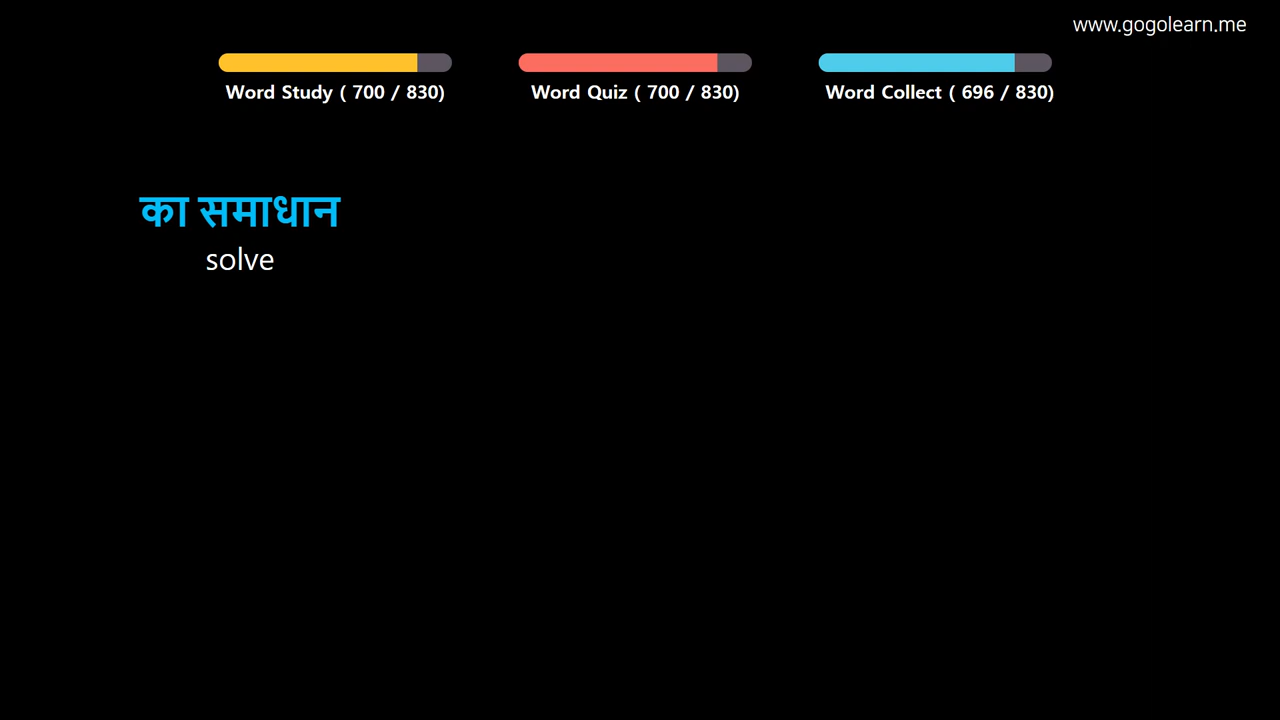 www.gogolearn.me
Word Study ( 700 / 830)
Word Quiz ( 700 / 830)
Word Collect ( 696 / 830)
का समाधान
solve